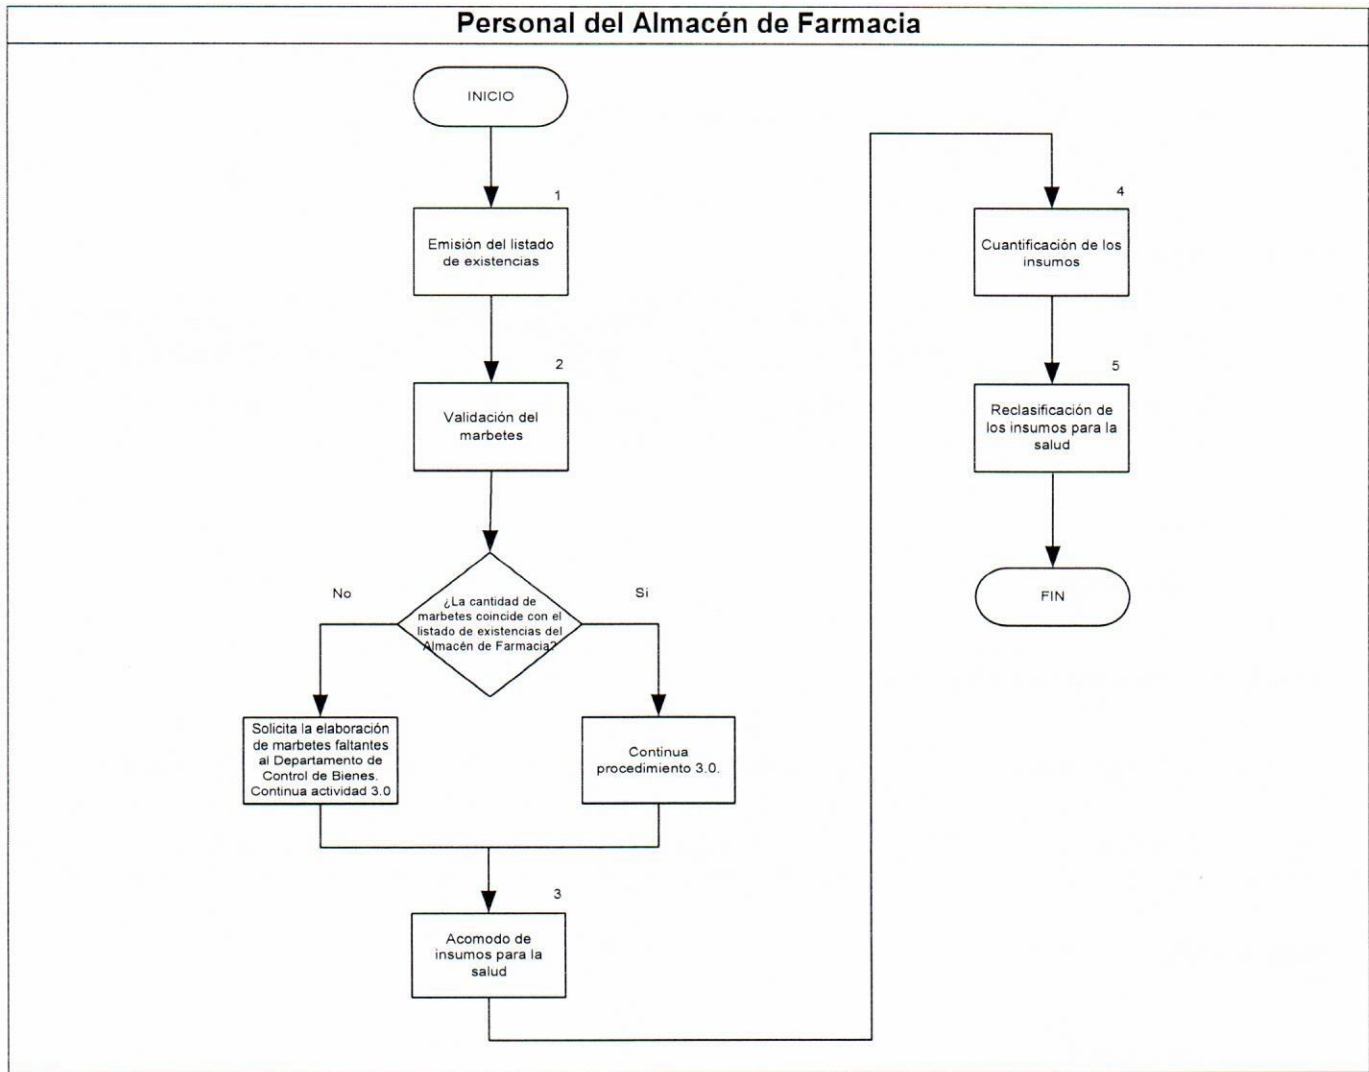 Personal del Almacén de Farmacia
INICIO
1
Emisión del listado
de existencias
2
Validación del
marbetes
¿La cantidad de
marbetes coincide con el
listado de existencias del
Almacén de Farmacia?
No
Si
Solicita la elaboración
de marbetes faltantes
al Departamento de
Control de Bienes.
Continua actividad 3.0
Continua
procedimiento 3.0.
3
Acomodo de
insumos para la
salud
4
Cuantificación de los
insumos
5
Reclasificación de
los insumos para la
salud
FIN